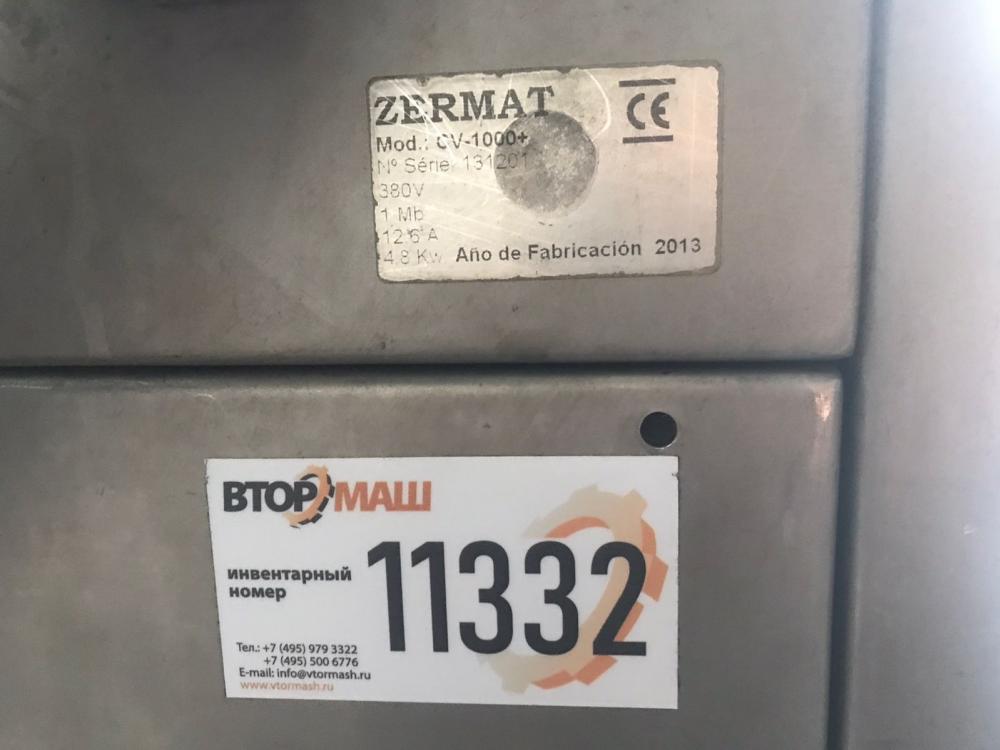 ZERMAT
CE
Mod.: CV-1000+
Nº Série 131201
380V
1 Mb
12'6 A
4.8 Kw
Año de Fabricación 2013
ВТОРМАШ
инвентарный
номер
11332
Тел.: +7 (495) 979 3322
+7 (495) 500 6776
E-mail: info@vtormash.ru
www.vtormash.ru